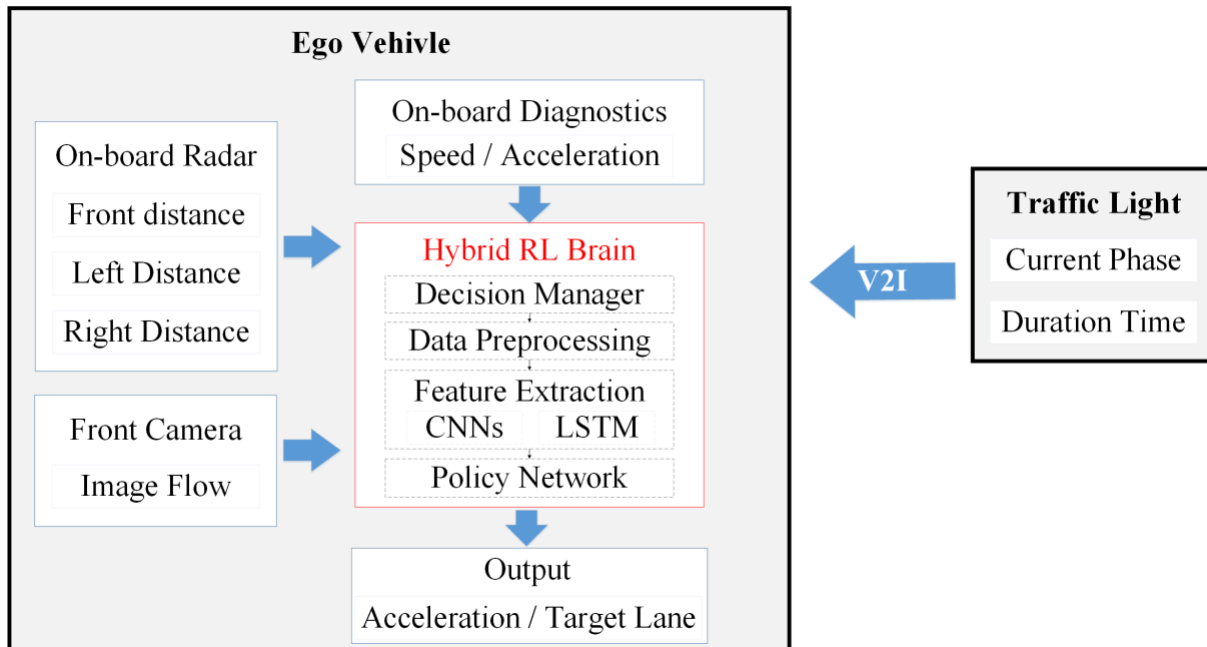 Ego Vehivle
On-board Radar
Front distance
Left Distance
Right Distance
Front Camera
Image Flow
On-board Diagnostics
Speed / Acceleration
Hybrid RL Brain
Decision Manager
Data Preprocessing
Feature Extraction
CNNs LSTM
Policy Network
Output
Acceleration / Target Lane
V2I
Traffic Light
Current Phase
Duration Time